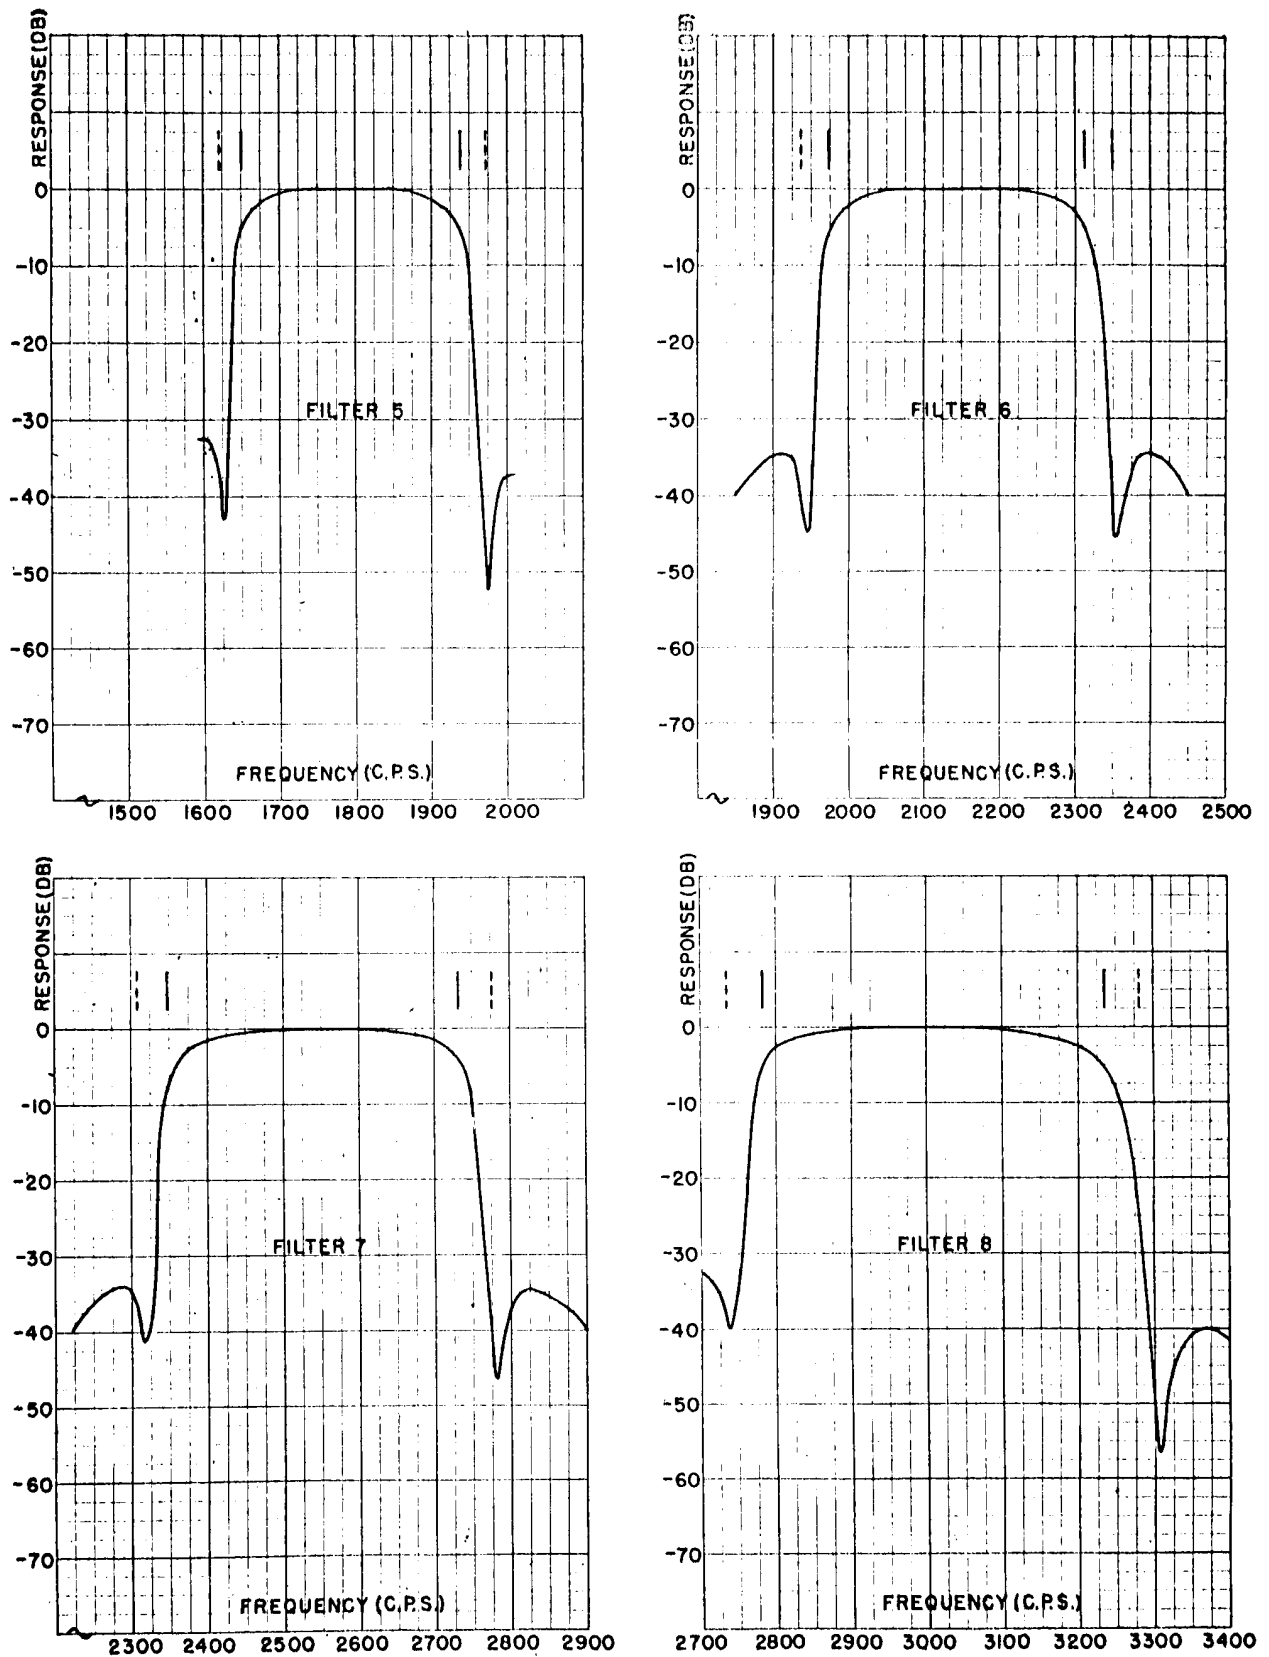 RESPONSE (DB)
0
-10
-20
-30
-40
-50
-60
-70
FILTER 5
FREQUENCY (C.P.S.)
1500 1600 1700 1800 1900 2000
RESPONSE (DB)
0
-10
-20
-30
-40
-50
-60
-70
FILTER 6
FREQUENCY (C.P.S.)
1900 2000 2100 2200 2300 2400 2500
RESPONSE (DB)
0
-10
-20
-30
-40
-50
-60
-70
FILTER 7
FREQUENCY (C.P.S.)
2300 2400 2500 2600 2700 2800 2900
RESPONSE (DB)
0
-10
-20
-30
-40
-50
-60
-70
FILTER 8
FREQUENCY (C.P.S.)
2700 2800 2900 3000 3100 3200 3300 3400